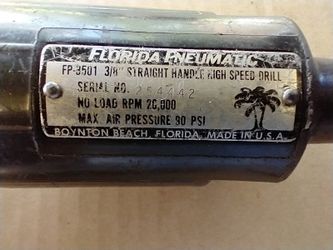 FLORIDA PNEUMATIC
FP-3501 3/8" STRAIGHT HANDLE HIGH SPEED DRILL
SERIAL NO. 254442
NO LOAD RPM 20,000
MAX. AIR PRESSURE 90 PSI
BOYNTON BEACH, FLORIDA, MADE IN U.S.A.